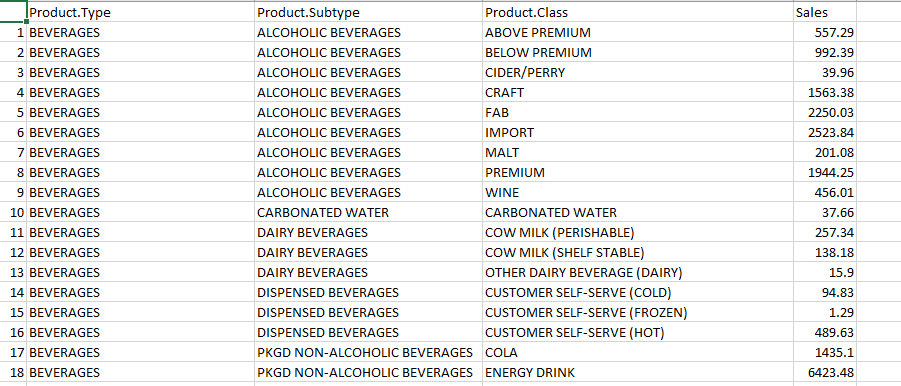 Product.Type Product.Subtype Product.Class Sales
1 BEVERAGES ALCOHOLIC BEVERAGES ABOVE PREMIUM 557.29
2 BEVERAGES ALCOHOLIC BEVERAGES BELOW PREMIUM 992.39
3 BEVERAGES ALCOHOLIC BEVERAGES CIDER/PERRY 39.96
4 BEVERAGES ALCOHOLIC BEVERAGES CRAFT 1563.38
5 BEVERAGES ALCOHOLIC BEVERAGES FAB 2250.03
6 BEVERAGES ALCOHOLIC BEVERAGES IMPORT 2523.84
7 BEVERAGES ALCOHOLIC BEVERAGES MALT 201.08
8 BEVERAGES ALCOHOLIC BEVERAGES PREMIUM 1944.25
9 BEVERAGES ALCOHOLIC BEVERAGES WINE 456.01
10 BEVERAGES CARBONATED WATER CARBONATED WATER 37.66
11 BEVERAGES DAIRY BEVERAGES COW MILK (PERISHABLE) 257.34
12 BEVERAGES DAIRY BEVERAGES COW MILK (SHELF STABLE) 138.18
13 BEVERAGES DAIRY BEVERAGES OTHER DAIRY BEVERAGE (DAIRY) 15.9
14 BEVERAGES DISPENSED BEVERAGES CUSTOMER SELF-SERVE (COLD) 94.83
15 BEVERAGES DISPENSED BEVERAGES CUSTOMER SELF-SERVE (FROZEN) 1.29
16 BEVERAGES DISPENSED BEVERAGES CUSTOMER SELF-SERVE (HOT) 489.63
17 BEVERAGES PKGD NON-ALCOHOLIC BEVERAGES COLA 1435.1
18 BEVERAGES PKGD NON-ALCOHOLIC BEVERAGES ENERGY DRINK 6423.48